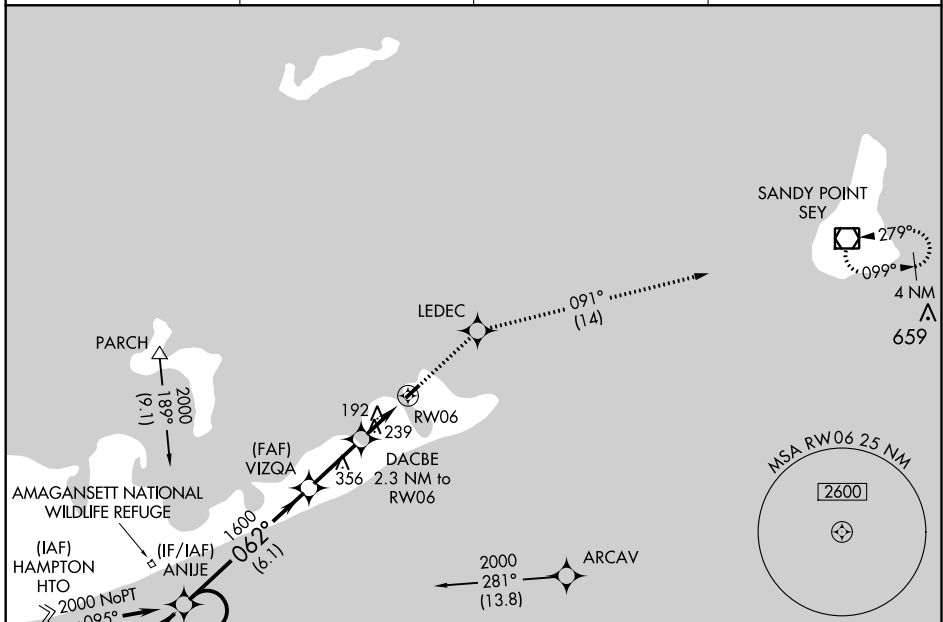 SANDY POINT
SEY
279°
099°
4 NM
659
LEDEC
091°
(14)
PARCH
2000
189°
(9.1)
192
239
RW06
(FAF)
VIZQA
356
DACBE
2.3 NM to
RW06
MSA RW06 25 NM
2600
AMAGANSETT NATIONAL
WILDLIFE REFUGE
1600
062°
(6.1)
(IAF)
HAMPTON
HTO
(IF/IAF)
ANIJE
2000
281°
(13.8)
ARCAV
2000 NoPT
095°